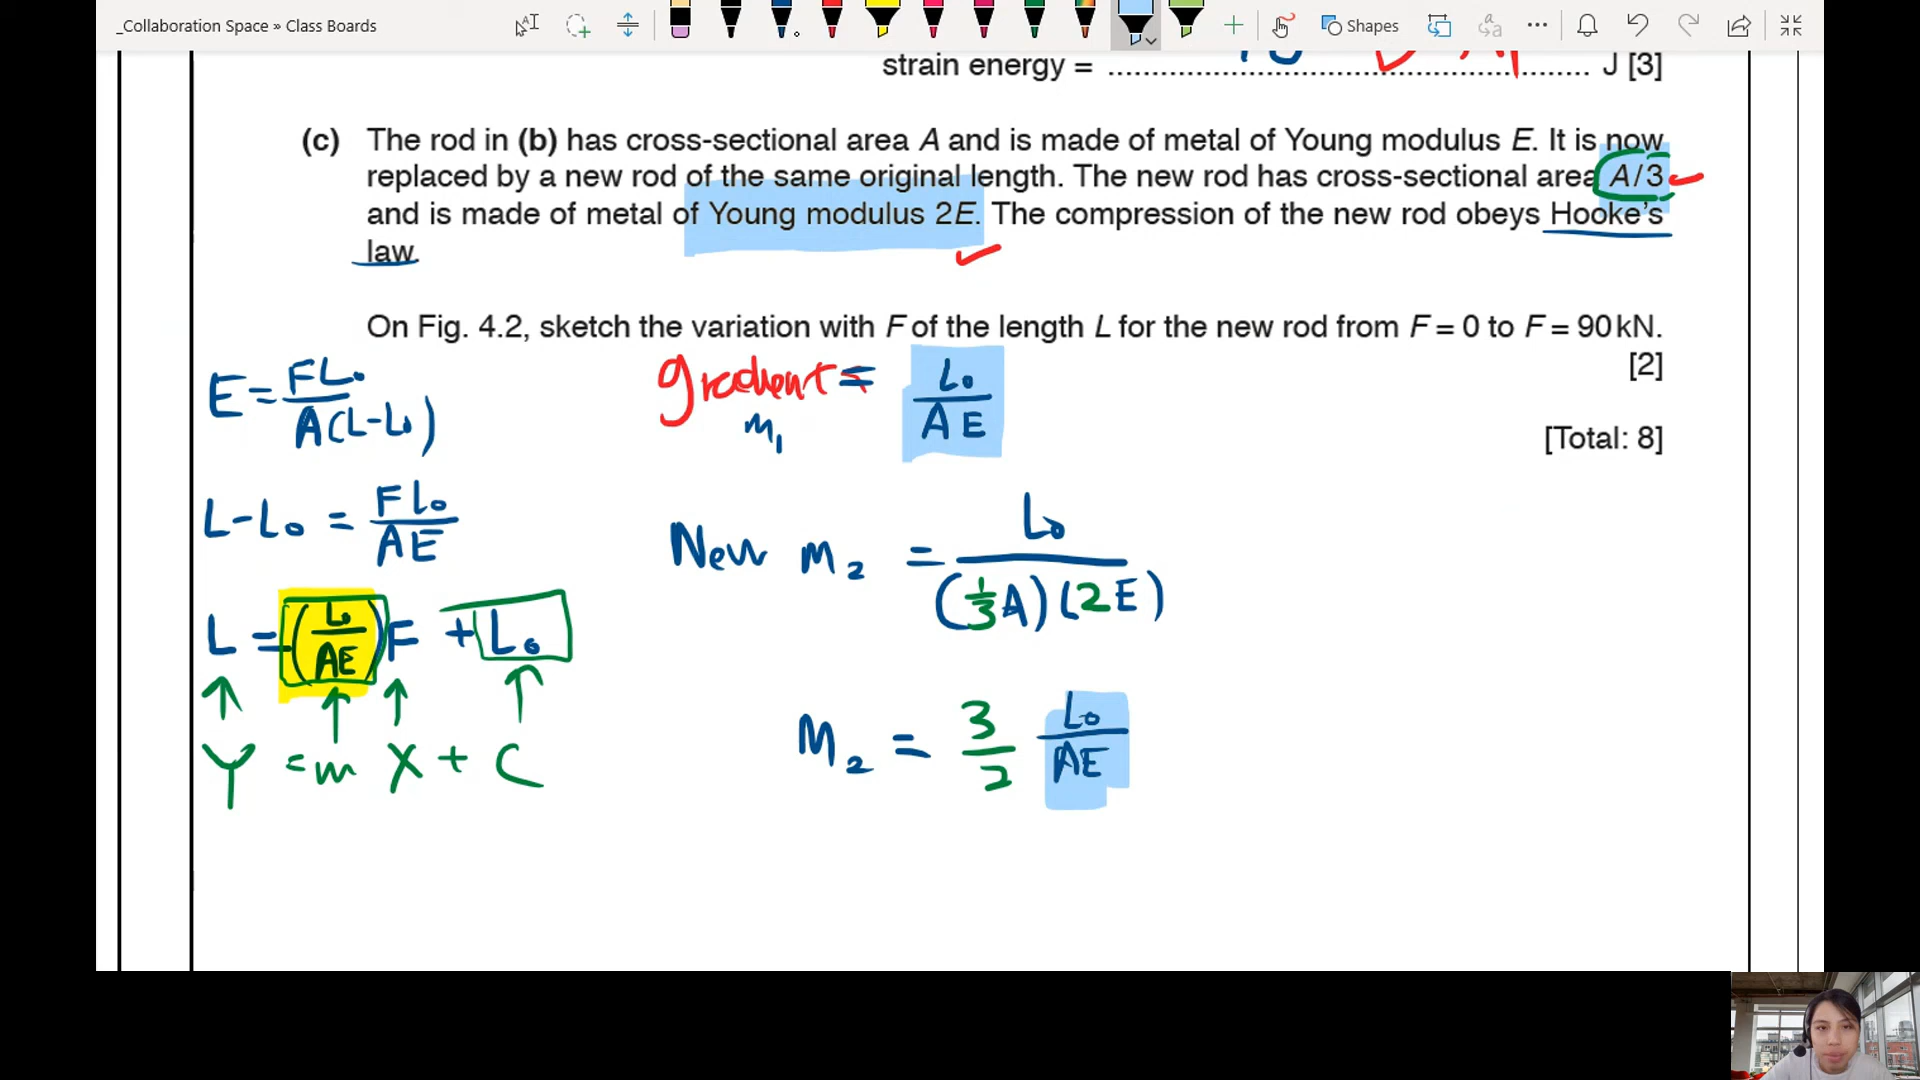 _Collaboration Space » Class Boards
Shapes
strain energy = ........................................ J [3]
(c) The rod in (b) has cross-sectional area A and is made of metal of Young modulus E. It is now
replaced by a new rod of the same original length. The new rod has cross-sectional area A/3
and is made of metal of Young modulus 2E. The compression of the new rod obeys Hooke's
law.
On Fig. 4.2, sketch the variation with F of the length L for the new rod from F = 0 to F = 90 kN.
[2]
[Total: 8]
E = FL₀ / A(L-L₀)
L-L₀ = FL₀ / AE
L = (L₀/AE)F + L₀
Y = m X + C
gradient = L₀ / AE
m₁
New m₂ = L₀ / (⅓A)(2E)
M₂ = 3/2 L₀/AE